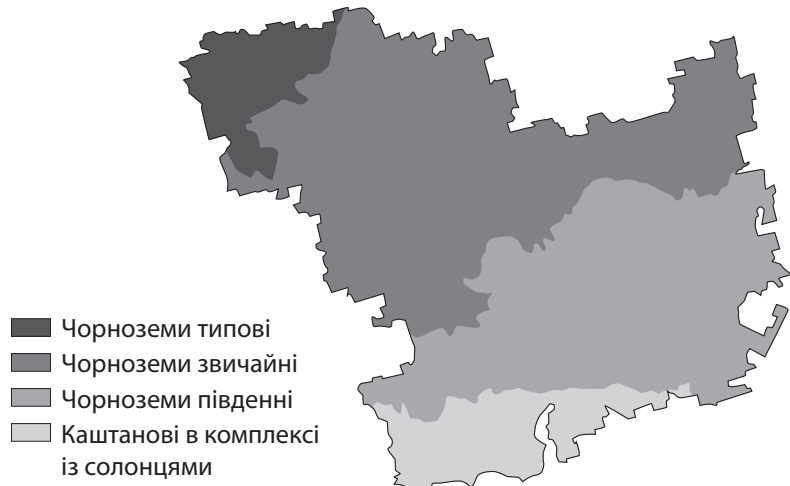 Чорноземи типові
Чорноземи звичайні
Чорноземи південні
Каштанові в комплексі
із солонцями